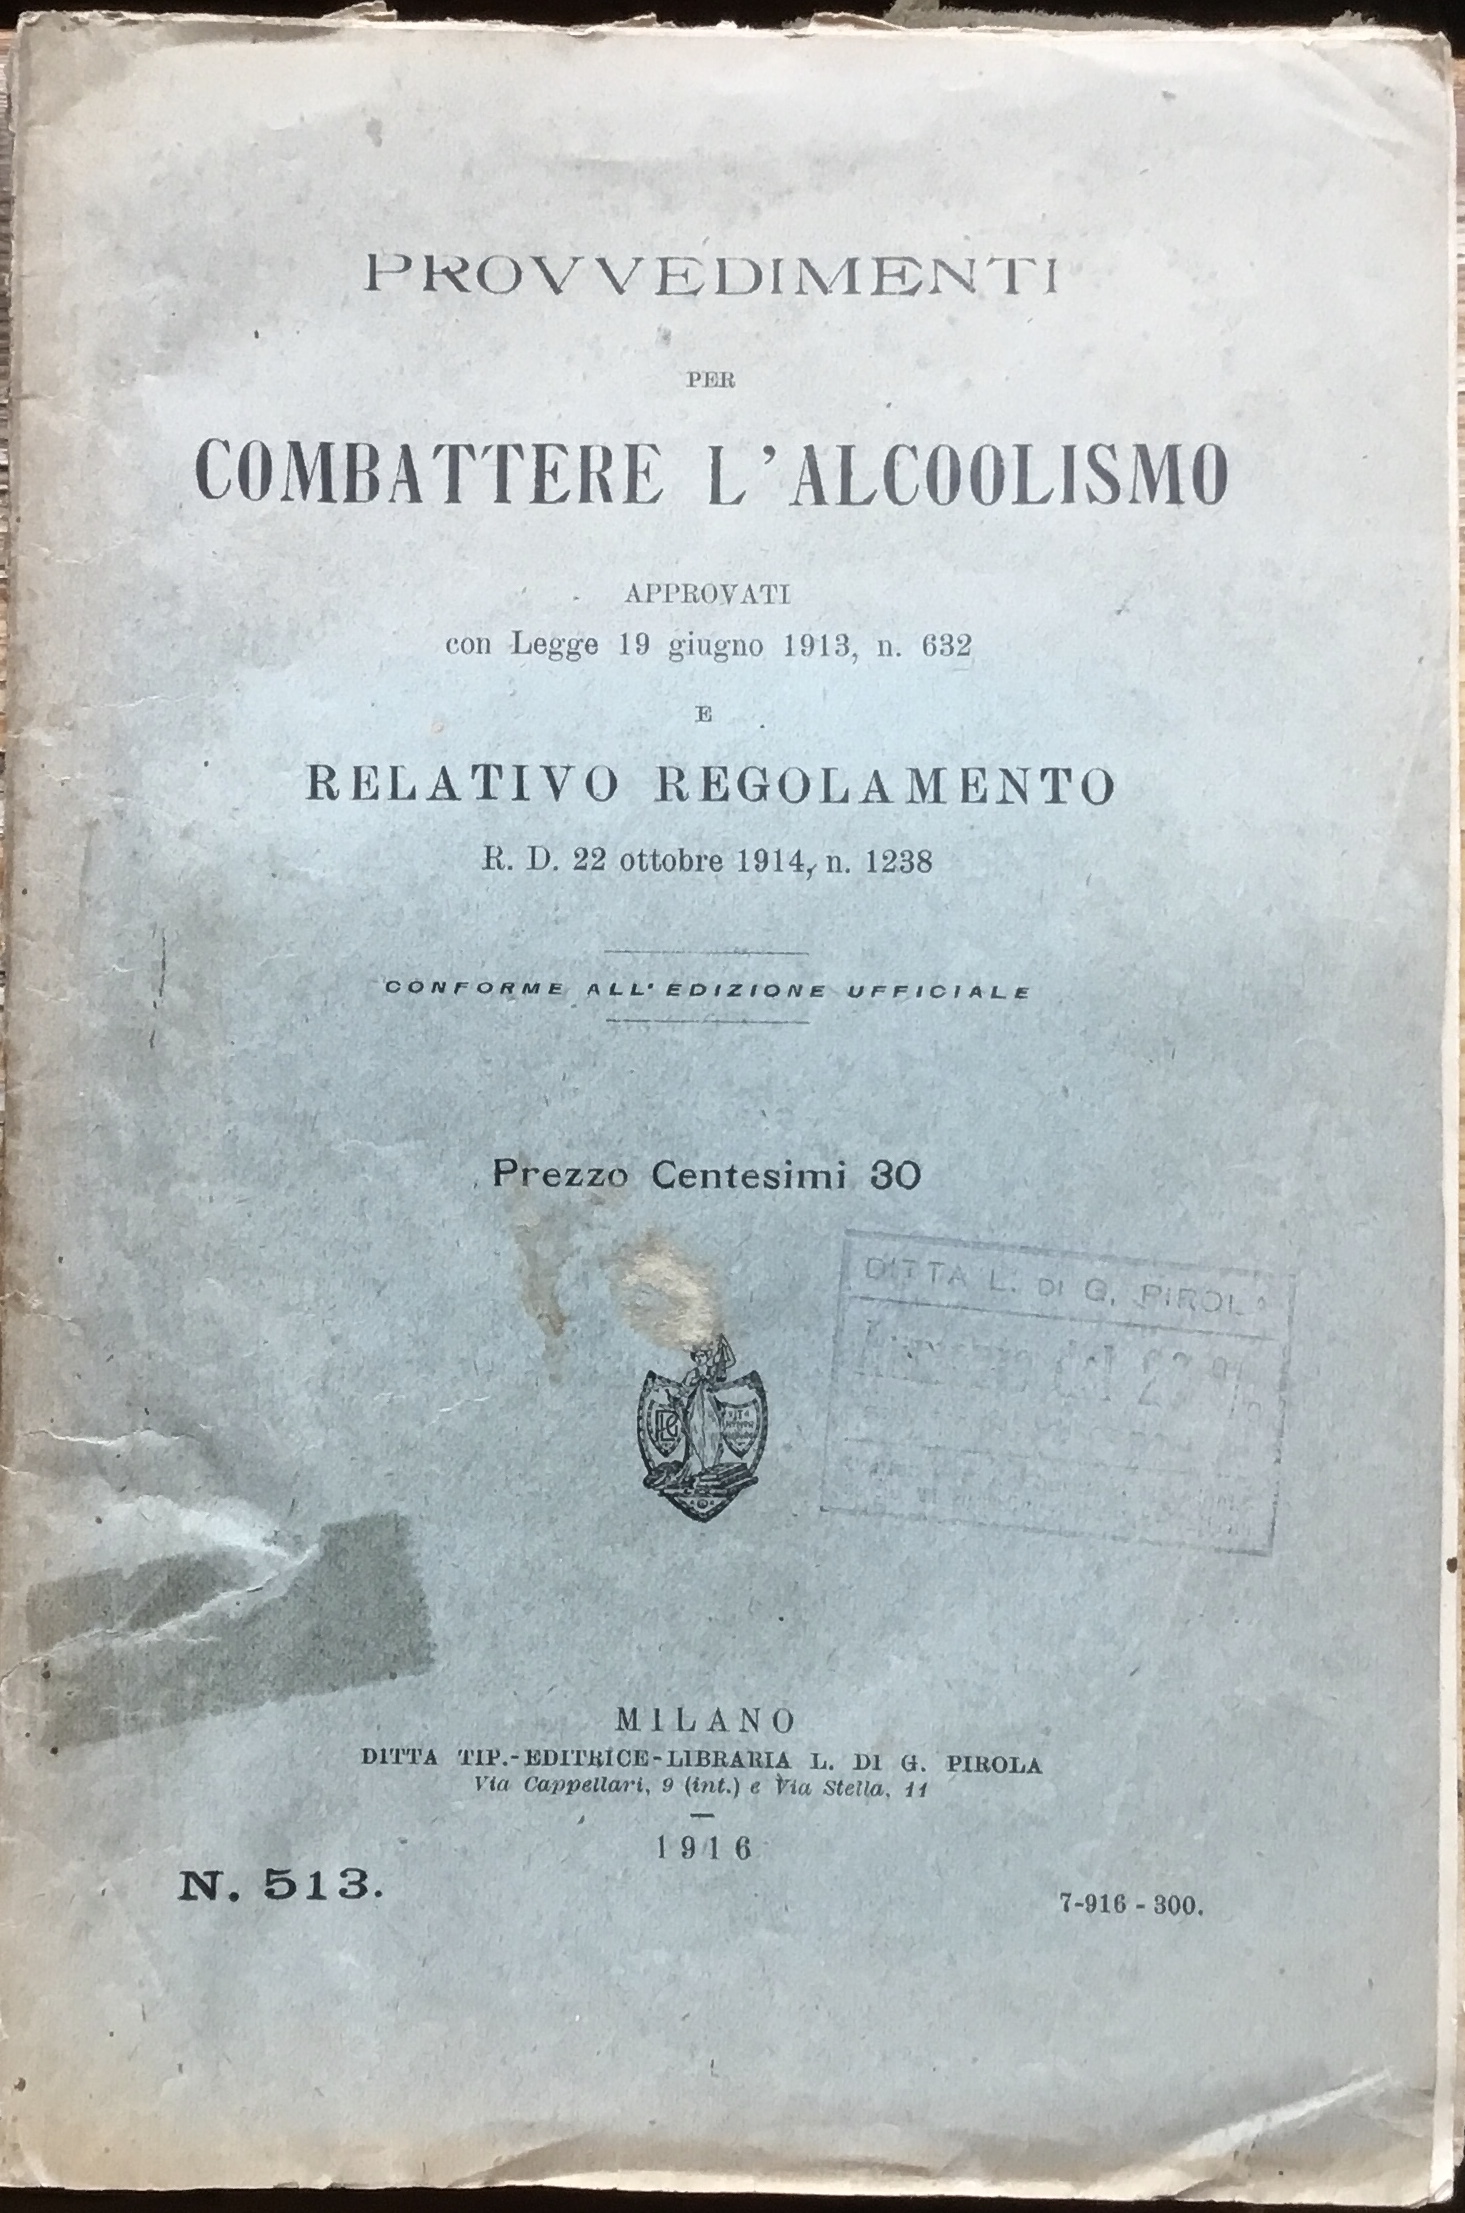 PROVVEDIMENTI
PER
COMBATTERE L'ALCOOLISMO
APPROVATI
con Legge 19 giugno 1913, n. 632
E
RELATIVO REGOLAMENTO
R. D. 22 ottobre 1914, n. 1238
CONFORME ALL'EDIZIONE UFFICIALE
Prezzo Centesimi 30
DITTA L. DI G. PIROLA
MILANO
DITTA TIP.-EDITRICE-LIBRARIA L. DI G. PIROLA
Via Cappellari, 9 (int.) e Via Stella, 11
1916
N. 513.
7-916 - 300.